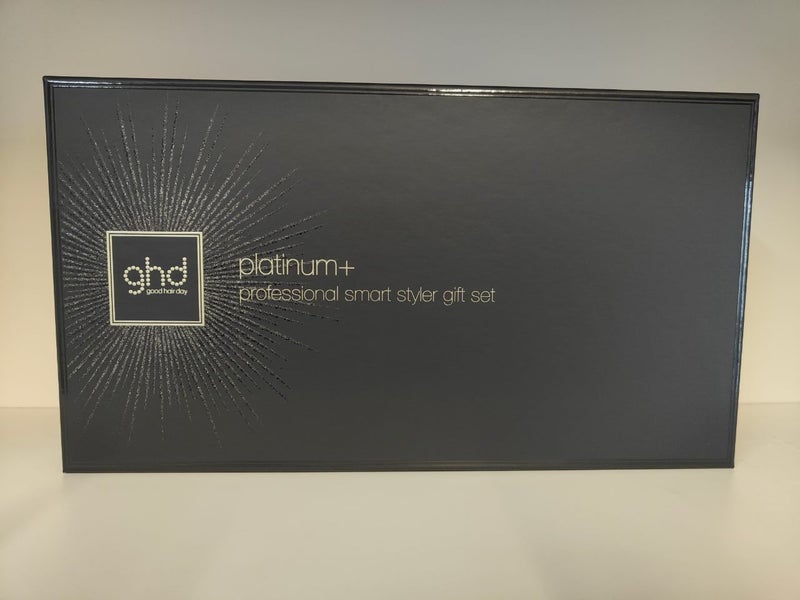 ghd
good hair day
platinum+
professional smart styler gift set